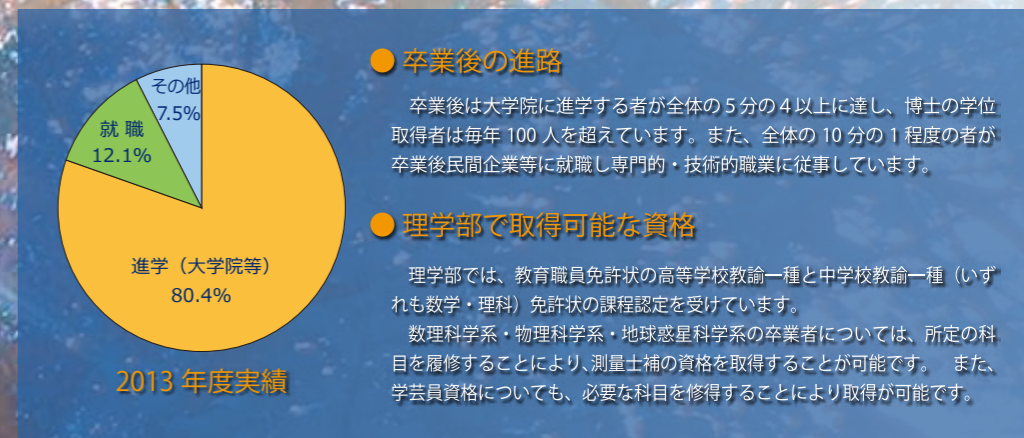 その他
7.5%
就 職
12.1%
進学（大学院等）
80.4%
2013 年度実績
● 卒業後の進路
卒業後は大学院に進学する者が全体の５分の４以上に達し、博士の学位
取得者は毎年 100 人を超えています。また、全体の 10 分の 1 程度の者が
卒業後民間企業等に就職し専門的・技術的職業に従事しています。
● 理学部で取得可能な資格
理学部では、教育職員免許状の高等学校教諭一種と中学校教諭一種（いず
れも数学・理科）免許状の課程認定を受けています。
数理科学系・物理科学系・地球惑星科学系の卒業者については、所定の科
目を履修することにより、測量士補の資格を取得することが可能です。　また、
学芸員資格についても、必要な科目を修得することにより取得が可能です。